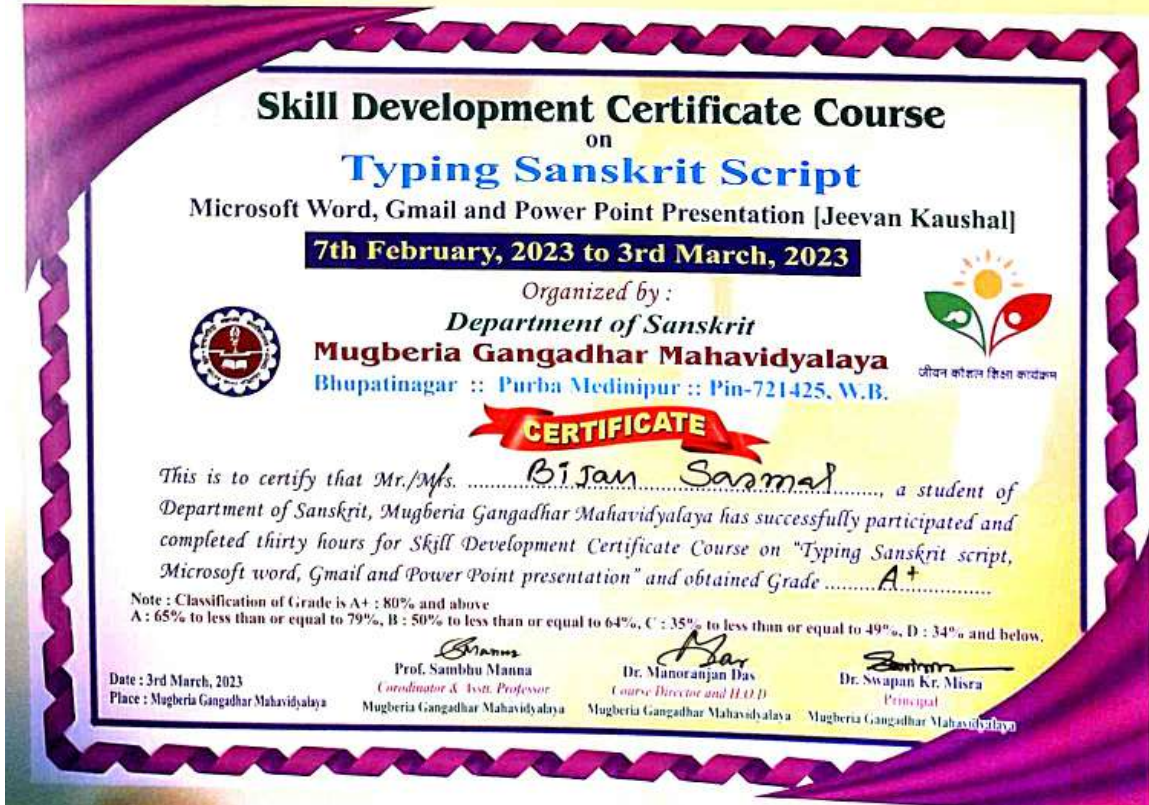 Skill Development Certificate Course
on
Typing Sanskrit Script
Microsoft Word, Gmail and Power Point Presentation [Jeevan Kaushal]
7th February, 2023 to 3rd March, 2023
Organized by :
Department of Sanskrit
Mugberia Gangadhar Mahavidyalaya
Bhupatinagar :: Purba Medinipur :: Pin-721425, W.B.
जीवन कौशल शिक्षा कार्यक्रम
CERTIFICATE
This is to certify that Mr./Ms. Bijan Sasmal, a student of
Department of Sanskrit, Mugberia Gangadhar Mahavidyalaya has successfully participated and
completed thirty hours for Skill Development Certificate Course on "Typing Sanskrit script,
Microsoft word, Gmail and Power Point presentation" and obtained Grade ......... A+ ...............
Note : Classification of Grade is A+ : 80% and above
A : 65% to less than or equal to 79%, B : 50% to less than or equal to 64%, C : 35% to less than or equal to 49%, D : 34% and below.
Date : 3rd March, 2023
Place : Mugberia Gangadhar Mahavidyalaya
Manna
Prof. Sambhu Manna
Corodinator & Asstt. Professor
Mugberia Gangadhar Mahavidyalaya
Dr. Manoranjan Das
Course Director and H.O.D
Mugberia Gangadhar Mahavidyalaya
Dr. Swapan Kr. Misra
Principal
Mugberia Gangadhar Mahavidyalaya